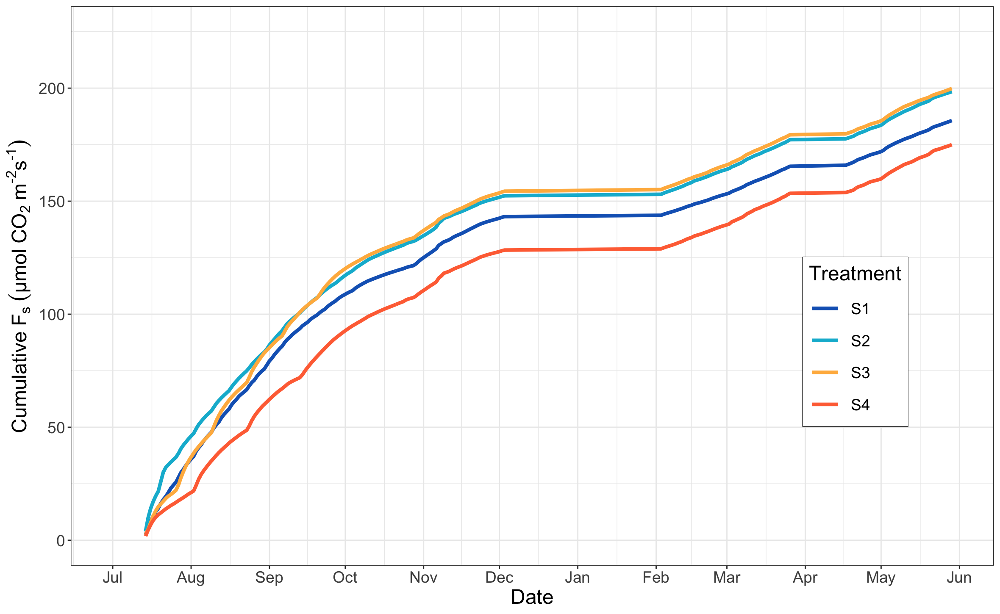 Cumulative Fs (µmol CO2 m-2s-1)
200
150
100
50
0
Treatment
S1
S2
S3
S4
Jul Aug Sep Oct Nov Dec Jan Feb Mar Apr May Jun
Date